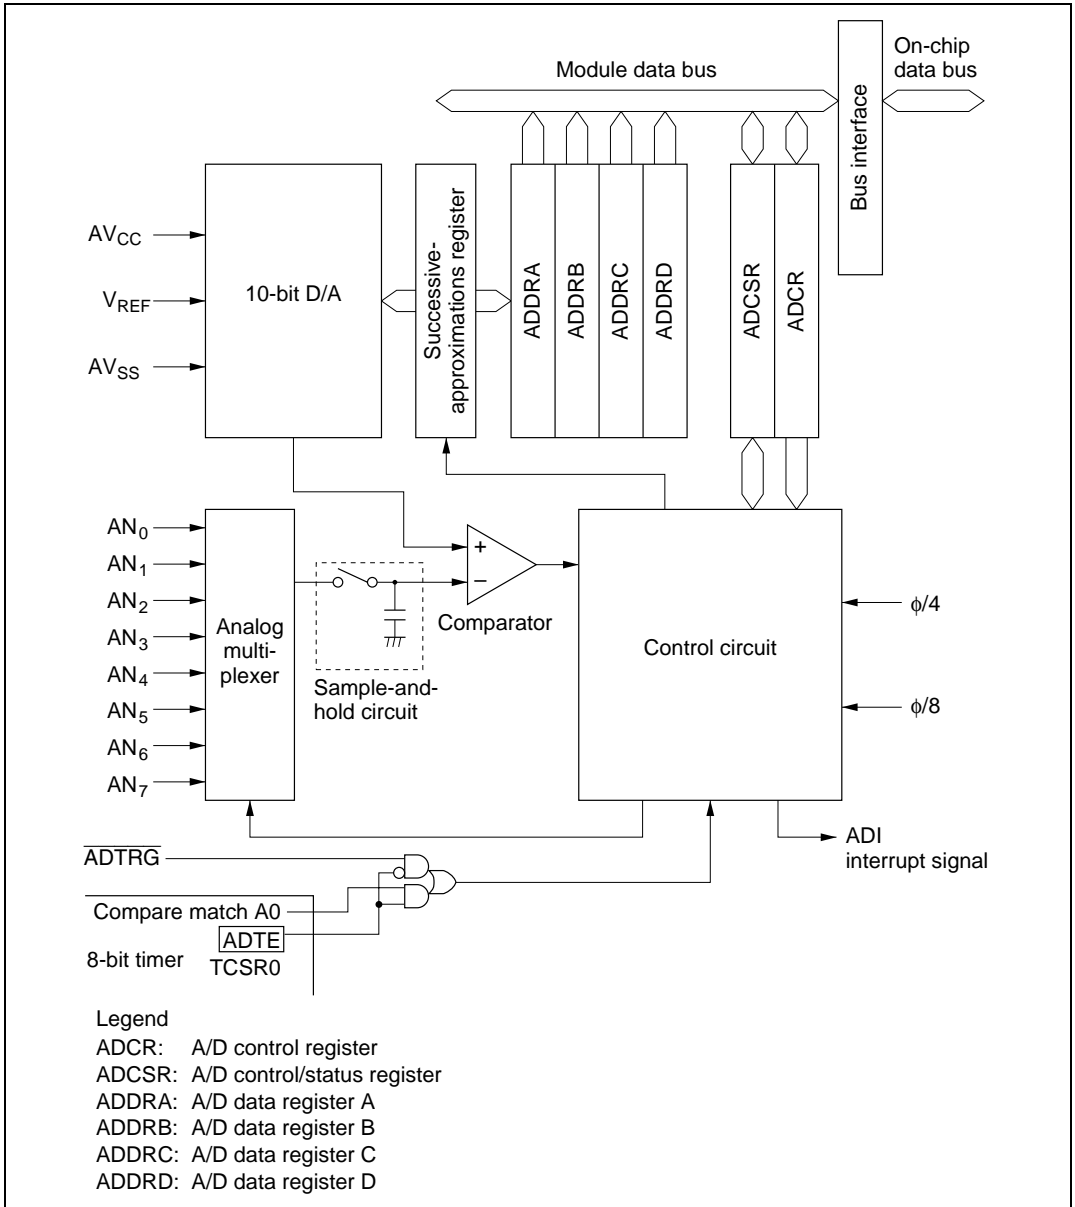 On-chip
data bus
Module data bus
Bus interface
AVCC
VREF
AVSS
10-bit D/A
Successive-
approximations register
ADDRA
ADDRB
ADDRC
ADDRD
ADCSR
ADCR
AN0
AN1
AN2
AN3
AN4
AN5
AN6
AN7
Analog
multi-
plexer
Sample-and-
hold circuit
+
−
Comparator
Control circuit
ϕ/4
ϕ/8
ADI
interrupt signal
ADTRG
Compare match A0
ADTE
8-bit timer
TCSR0
Legend
ADCR: A/D control register
ADCSR: A/D control/status register
ADDRA: A/D data register A
ADDRB: A/D data register B
ADDRC: A/D data register C
ADDRD: A/D data register D